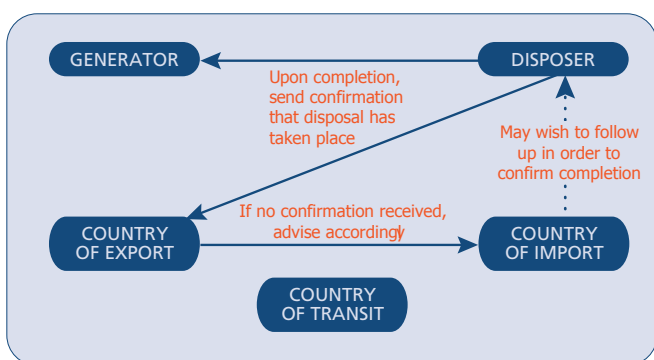 GENERATOR
DISPOSER
Upon completion,
send confirmation
that disposal has
taken place
May wish to follow
up in order to
confirm completion
If no confirmation received,
advise accordingly
COUNTRY
OF EXPORT
COUNTRY
OF IMPORT
COUNTRY
OF TRANSIT